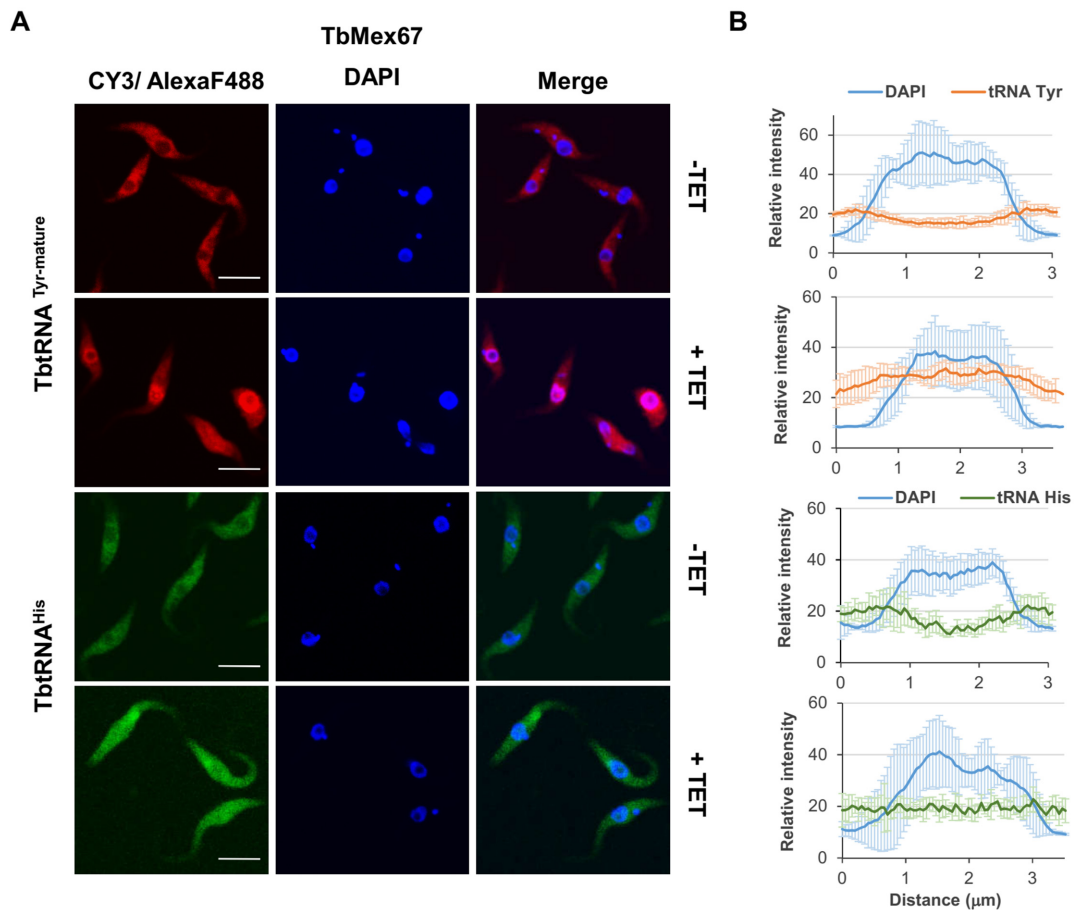 A
TbMex67
CY3/ AlexaF488
DAPI
Merge
TbtRNA Tyr-mature
-TET
+ TET
TbtRNAHis
-TET
+ TET
B
DAPI
tRNA Tyr
Relative intensity
60
40
20
0
0
1
2
3
Relative intensity
60
40
20
0
0
1
2
3
DAPI
tRNA His
Relative intensity
60
40
20
0
0
1
2
3
Relative intensity
60
40
20
0
0
1
2
3
Distance (μm)